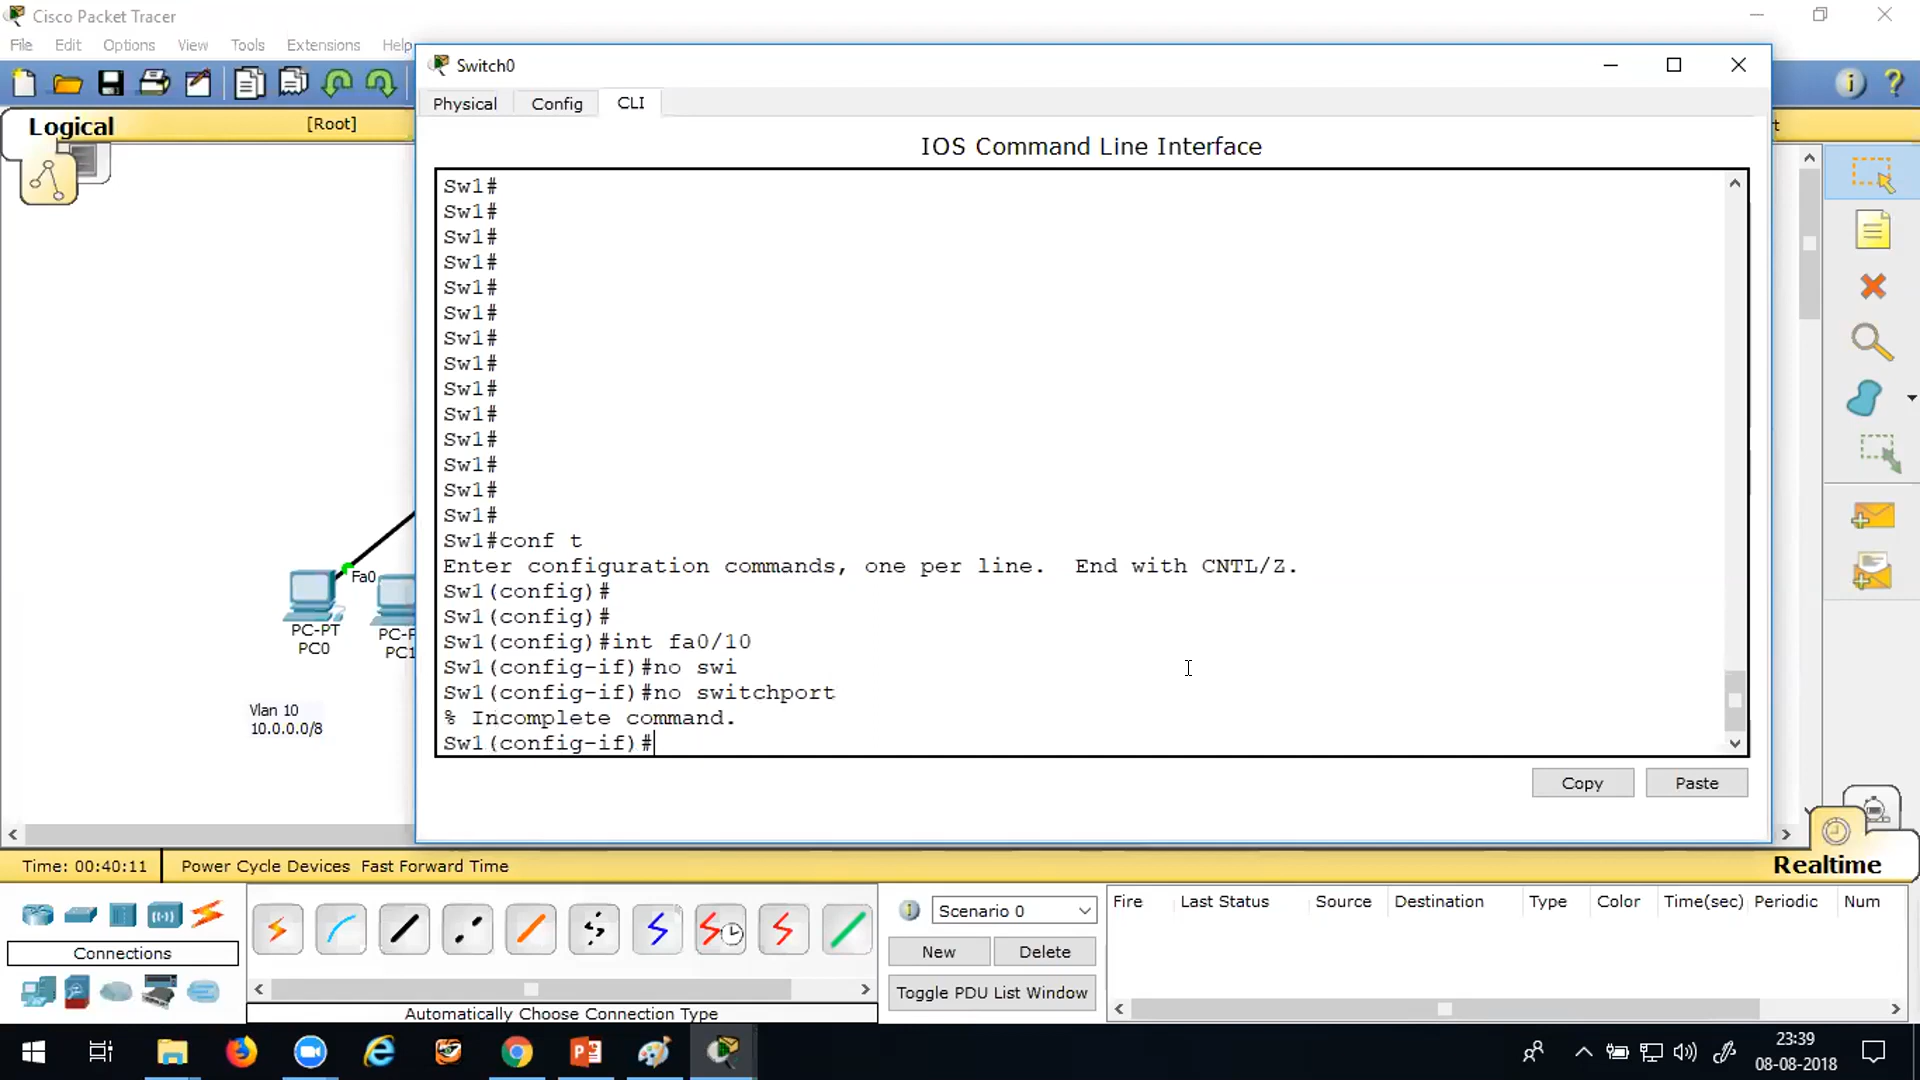 Cisco Packet Tracer
File Edit Options View Tools Extensions Help
Switch0
Physical Config CLI
Logical
[Root]
IOS Command Line Interface
Sw1#
Sw1#
Sw1#
Sw1#
Sw1#
Sw1#
Sw1#
Sw1#
Sw1#
Sw1#
Sw1#
Sw1#
Sw1#
Sw1#
Sw1#conf t
Enter configuration commands, one per line.  End with CNTL/Z.
Sw1(config)#
Sw1(config)#
Sw1(config)#int fa0/10
Sw1(config-if)#no swi
Sw1(config-if)#no switchport
% Incomplete command.
Sw1(config-if)#
Copy Paste
Fa0
PC-PT
PC0
PC-P
PC1
Vlan 10
10.0.0.0/8
Time: 00:40:11 Power Cycle Devices Fast Forward Time
Realtime
Connections
Automatically Choose Connection Type
Scenario 0
New Delete
Toggle PDU List Window
Fire Last Status Source Destination Type Color Time(sec) Periodic Num
23:39
08-08-2018